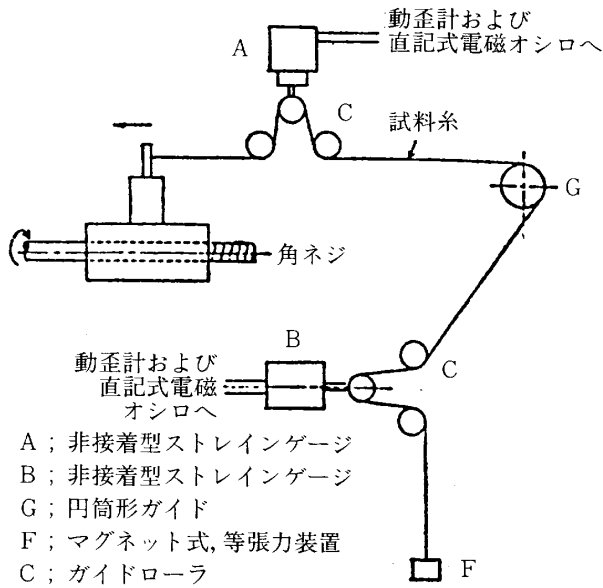 動歪計および
直記式電磁オシロへ
A
C
試料糸
G
角ネジ
B
動歪計および
直記式電磁
オシロへ
C
A ; 非接着型ストレインゲージ
B ; 非接着型ストレインゲージ
G ; 円筒形ガイド
F ; マグネット式, 等張力装置
C ; ガイドローラ
F